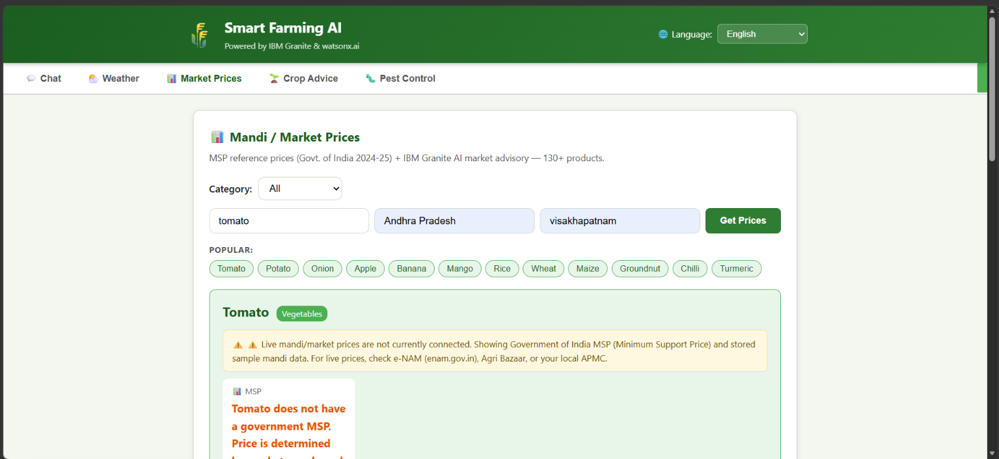 Smart Farming AI
Powered by IBM Granite & watsonx.ai
Language: English
Chat Weather Market Prices Crop Advice Pest Control
Mandi / Market Prices
MSP reference prices (Govt. of India 2024-25) + IBM Granite AI market advisory — 130+ products.
Category: All
tomato Andhra Pradesh visakhapatnam Get Prices
POPULAR:
Tomato Potato Onion Apple Banana Mango Rice Wheat Maize Groundnut Chilli Turmeric
Tomato Vegetables
Live mandi/market prices are not currently connected. Showing Government of India MSP (Minimum Support Price) and stored
sample mandi data. For live prices, check e-NAM (enam.gov.in), Agri Bazaar, or your local APMC.
MSP
Tomato does not have
a government MSP.
Price is determined